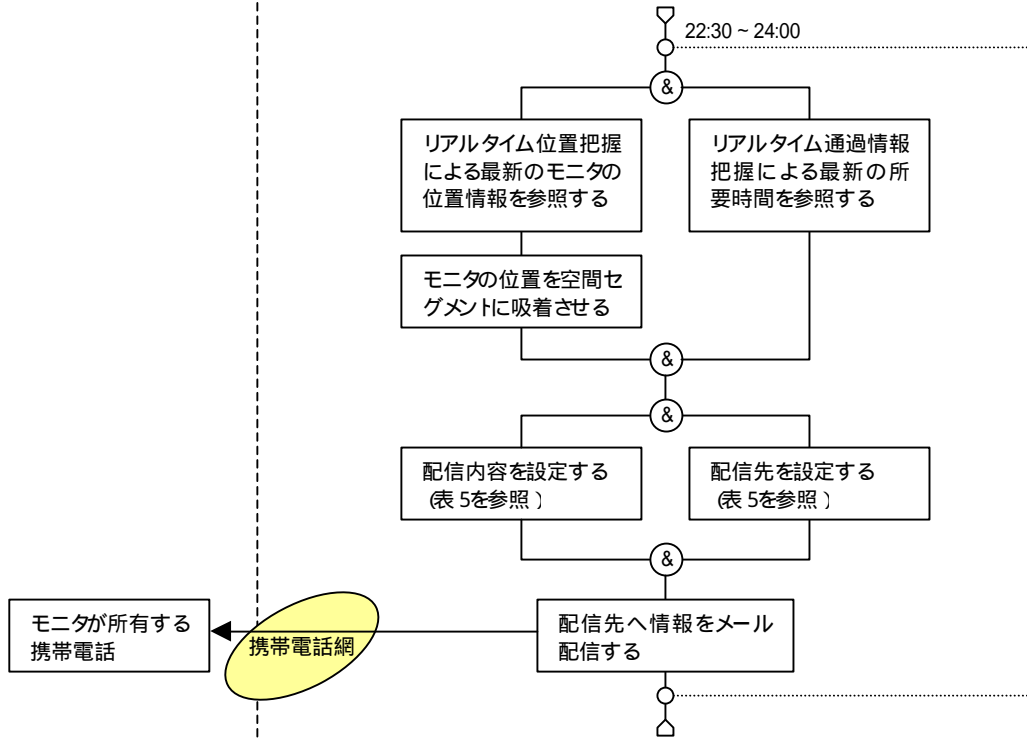 22:30 ~ 24:00
&
リアルタイム位置把握
による最新のモニタの
位置情報を参照する
リアルタイム通過情報
把握による最新の所
要時間を参照する
モニタの位置を空間セ
グメントに吸着させる
&
&
配信内容を設定する
(表5を参照)
配信先を設定する
(表5を参照)
&
モニタが所有する
携帯電話
携帯電話網
配信先へ情報をメール
配信する